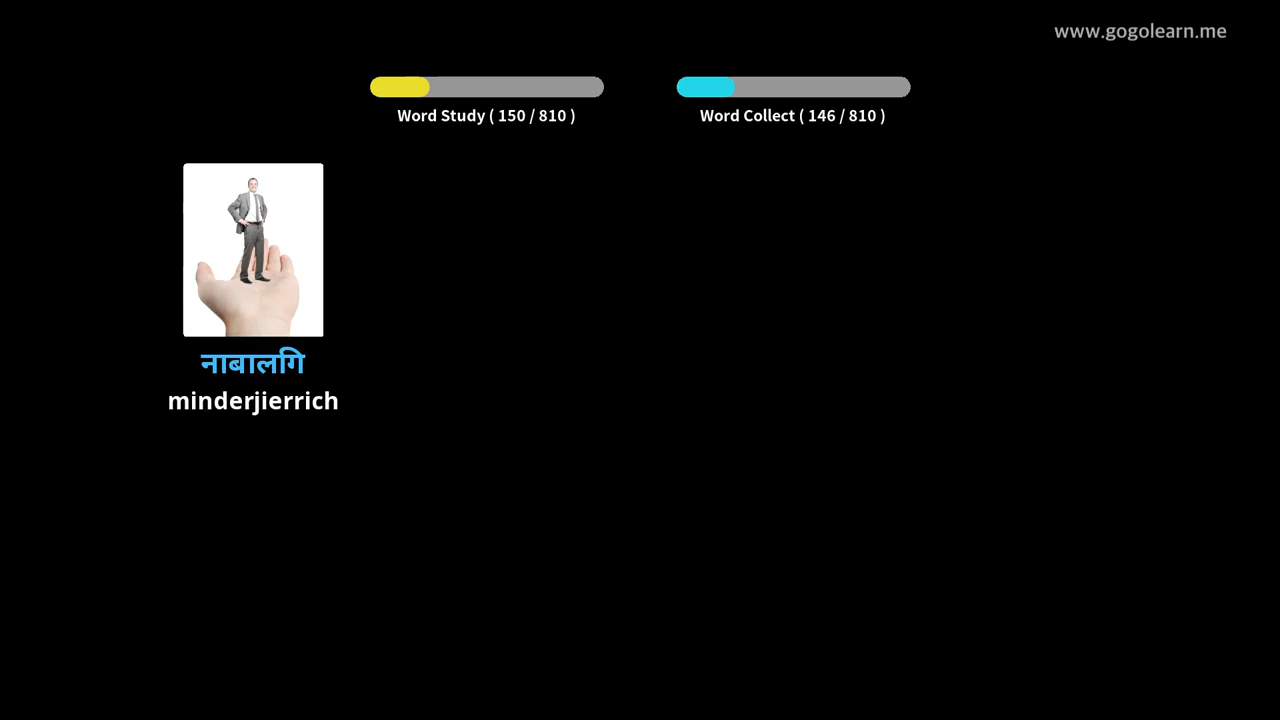 www.gogolearn.me
Word Study ( 150 / 810 )
Word Collect ( 146 / 810 )
नाबालगि
minderjierrich